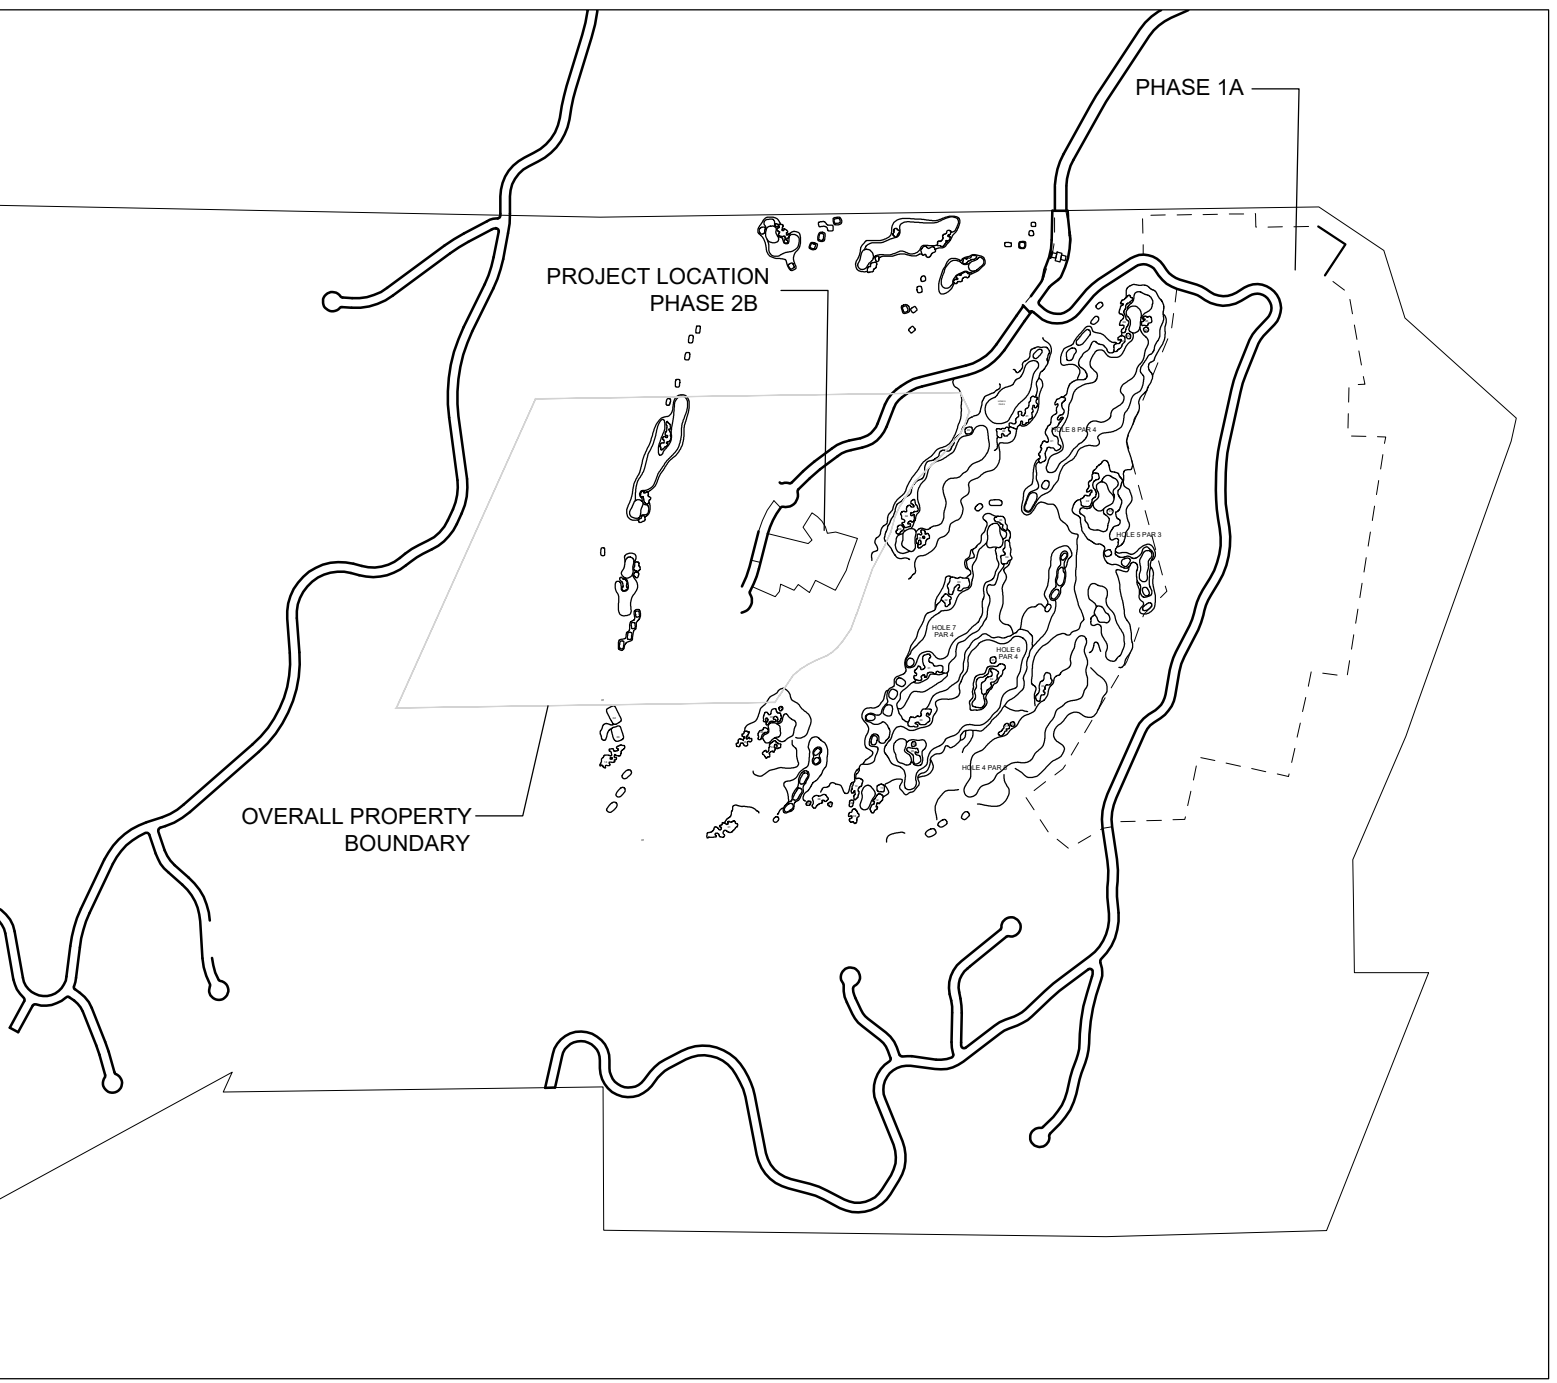 PHASE 1A
PROJECT LOCATION
PHASE 2B
HOLE 8 PAR 4
HOLE 5 PAR 3
HOLE 7
PAR 4
HOLE 6
PAR 4
HOLE 4 PAR
OVERALL PROPERTY
BOUNDARY